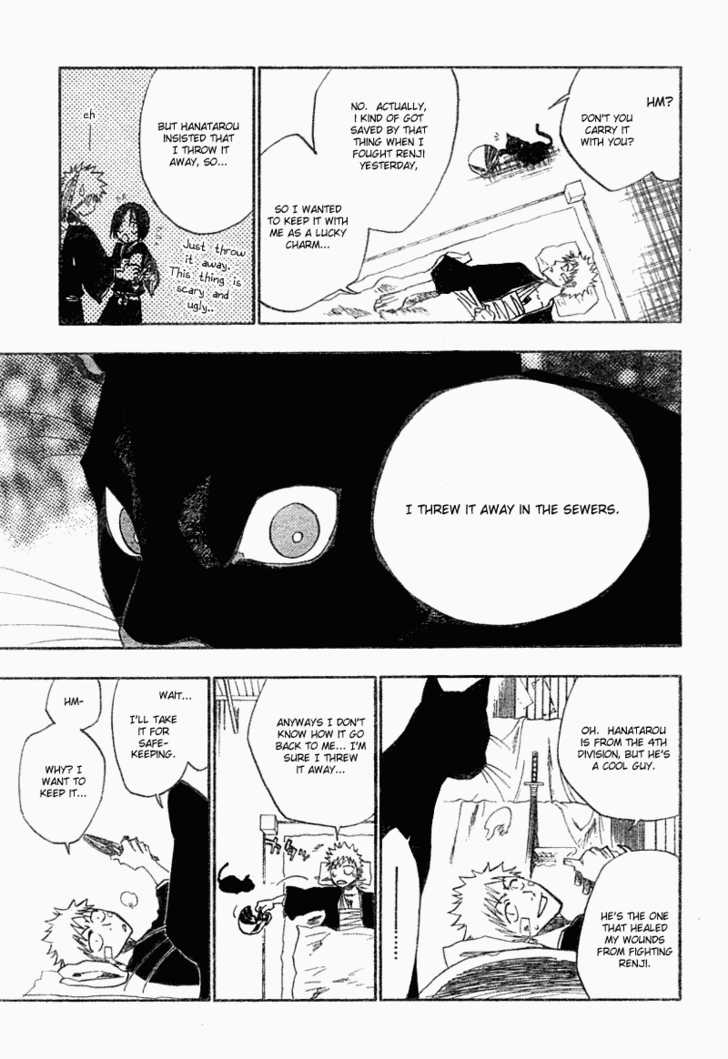 HM?
DON'T YOU
CARRY IT
WITH YOU?
NO. ACTUALLY,
I KIND OF GOT
SAVED BY THAT
THING WHEN I
FOUGHT RENJI
YESTERDAY,
SO I WANTED
TO KEEP IT WITH
ME AS A LUCKY
CHARM...
BUT HANATAROU
INSISTED THAT
I THROW IT
AWAY, SO...
eh
Just throw
it away.
This thing is
scary and
ugly..
I THREW IT AWAY IN THE SEWERS.
OH. HANATAROU
IS FROM THE 4TH
DIVISION, BUT HE'S
A COOL GUY.
HE'S THE ONE
THAT HEALED
MY WOUNDS
FROM FIGHTING
RENJI.
.........
ANYWAYS I DON'T
KNOW HOW IT GO
BACK TO ME... I'M
SURE I THREW
IT AWAY...
WAIT...
I'LL TAKE
IT FOR
SAFE-
KEEPING.
HM-
WHY? I
WANT TO
KEEP IT...